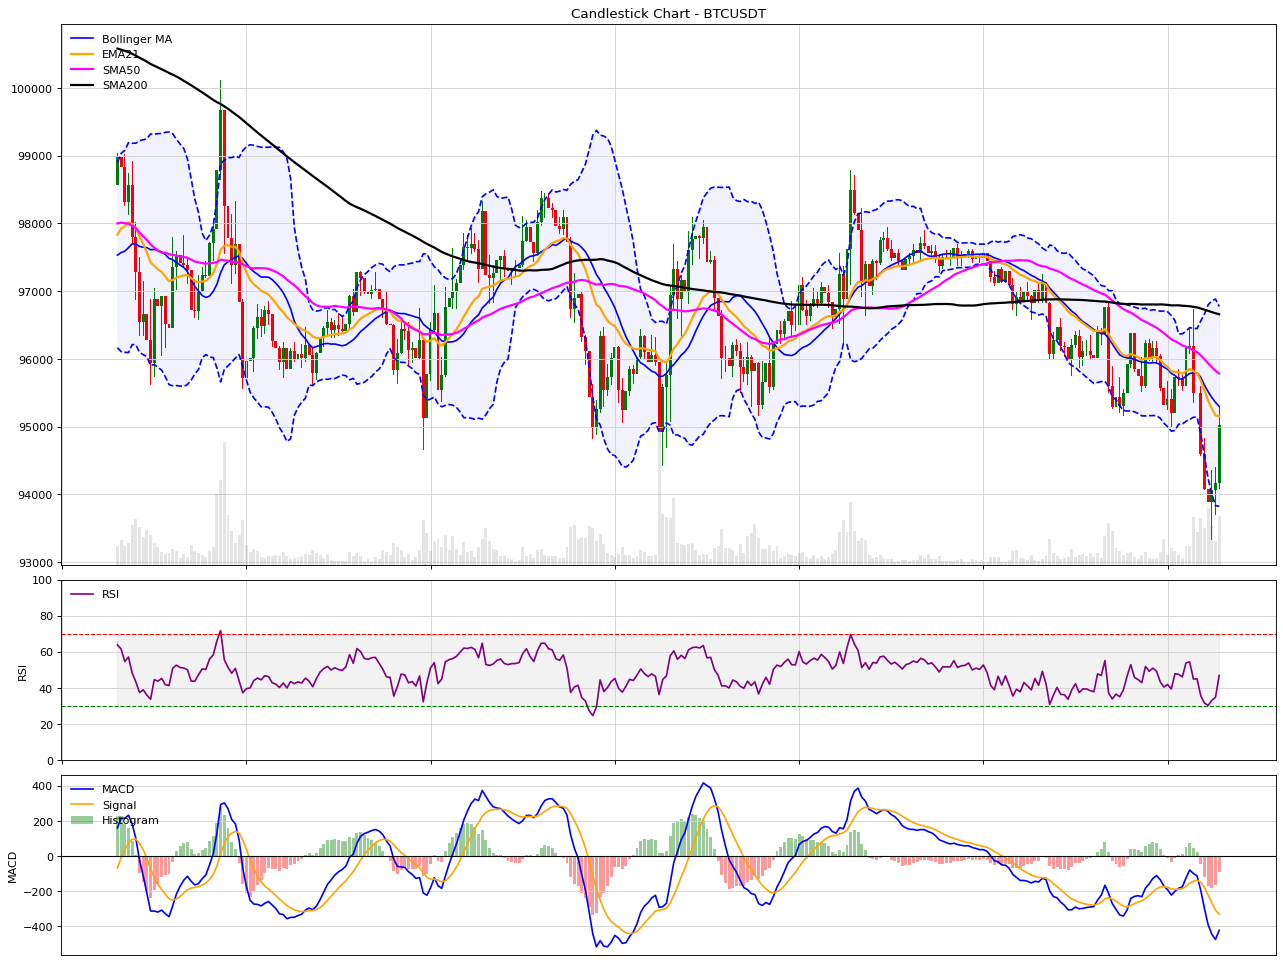 Candlestick Chart - BTCUSDT
Bollinger MA
EMA21
SMA50
SMA200
100000
99000
98000
97000
96000
95000
94000
93000
RSI
100
80
60
40
20
0
RSI
MACD
Signal
Histogram
400
200
0
−200
−400
MACD